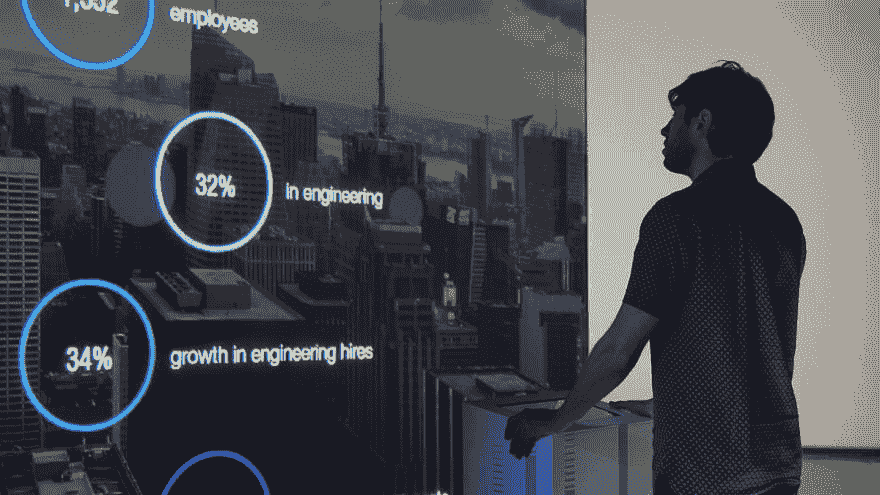 employees
32%
in engineering
34%
growth in engineering hires